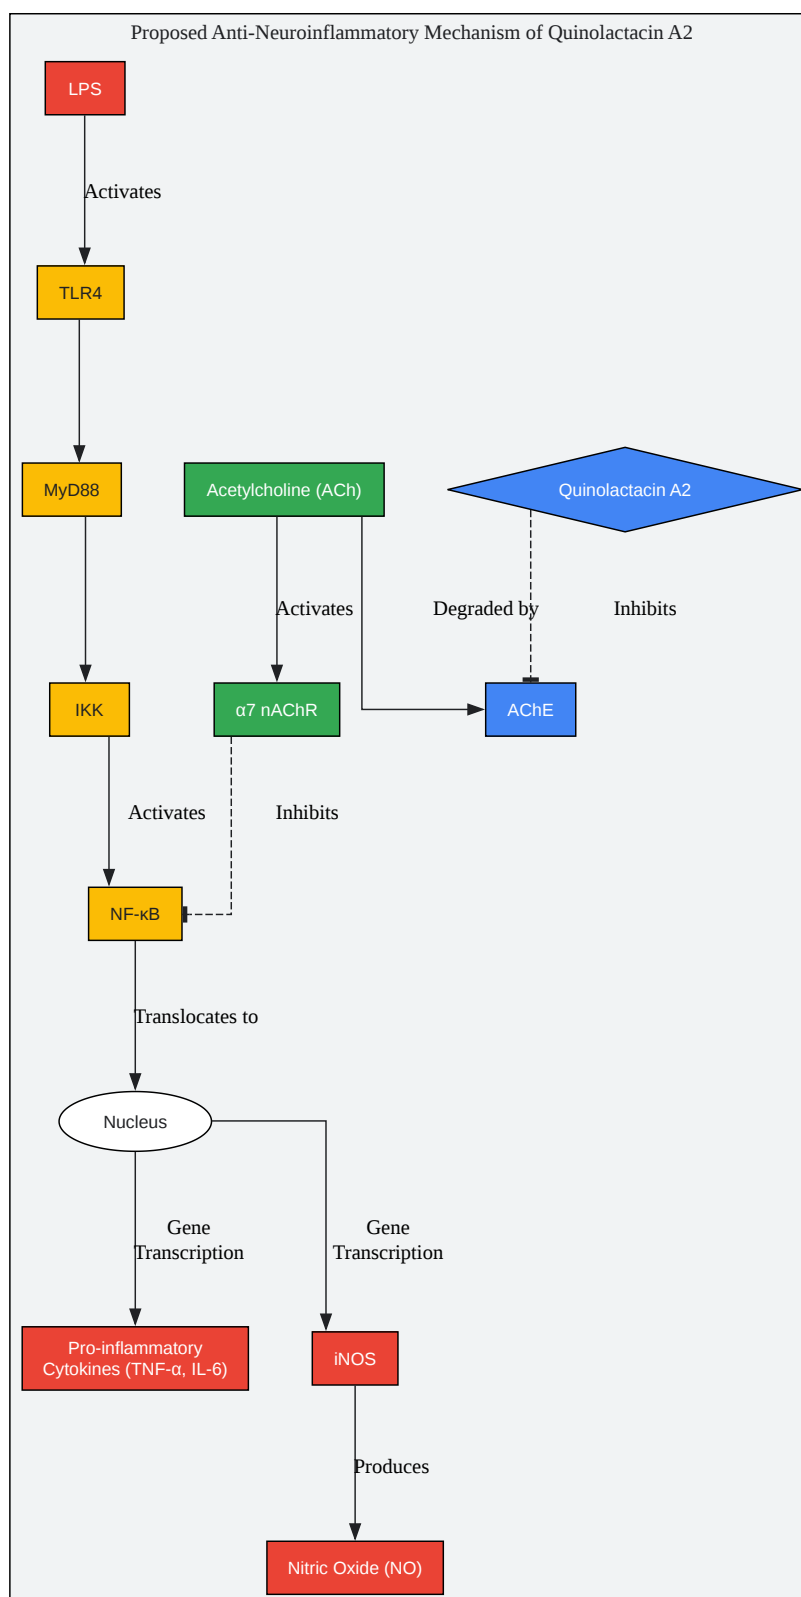 Proposed Anti-Neuroinflammatory Mechanism of Quinolactacin A2
LPS
Activates
TLR4
MyD88
Acetylcholine (ACh)
Quinolactacin A2
Activates
Degraded by
Inhibits
IKK
α7 nAChR
AChE
Activates
Inhibits
NF-κB
Translocates to
Nucleus
Gene
Transcription
Gene
Transcription
Pro-inflammatory
Cytokines (TNF-α, IL-6)
iNOS
Produces
Nitric Oxide (NO)